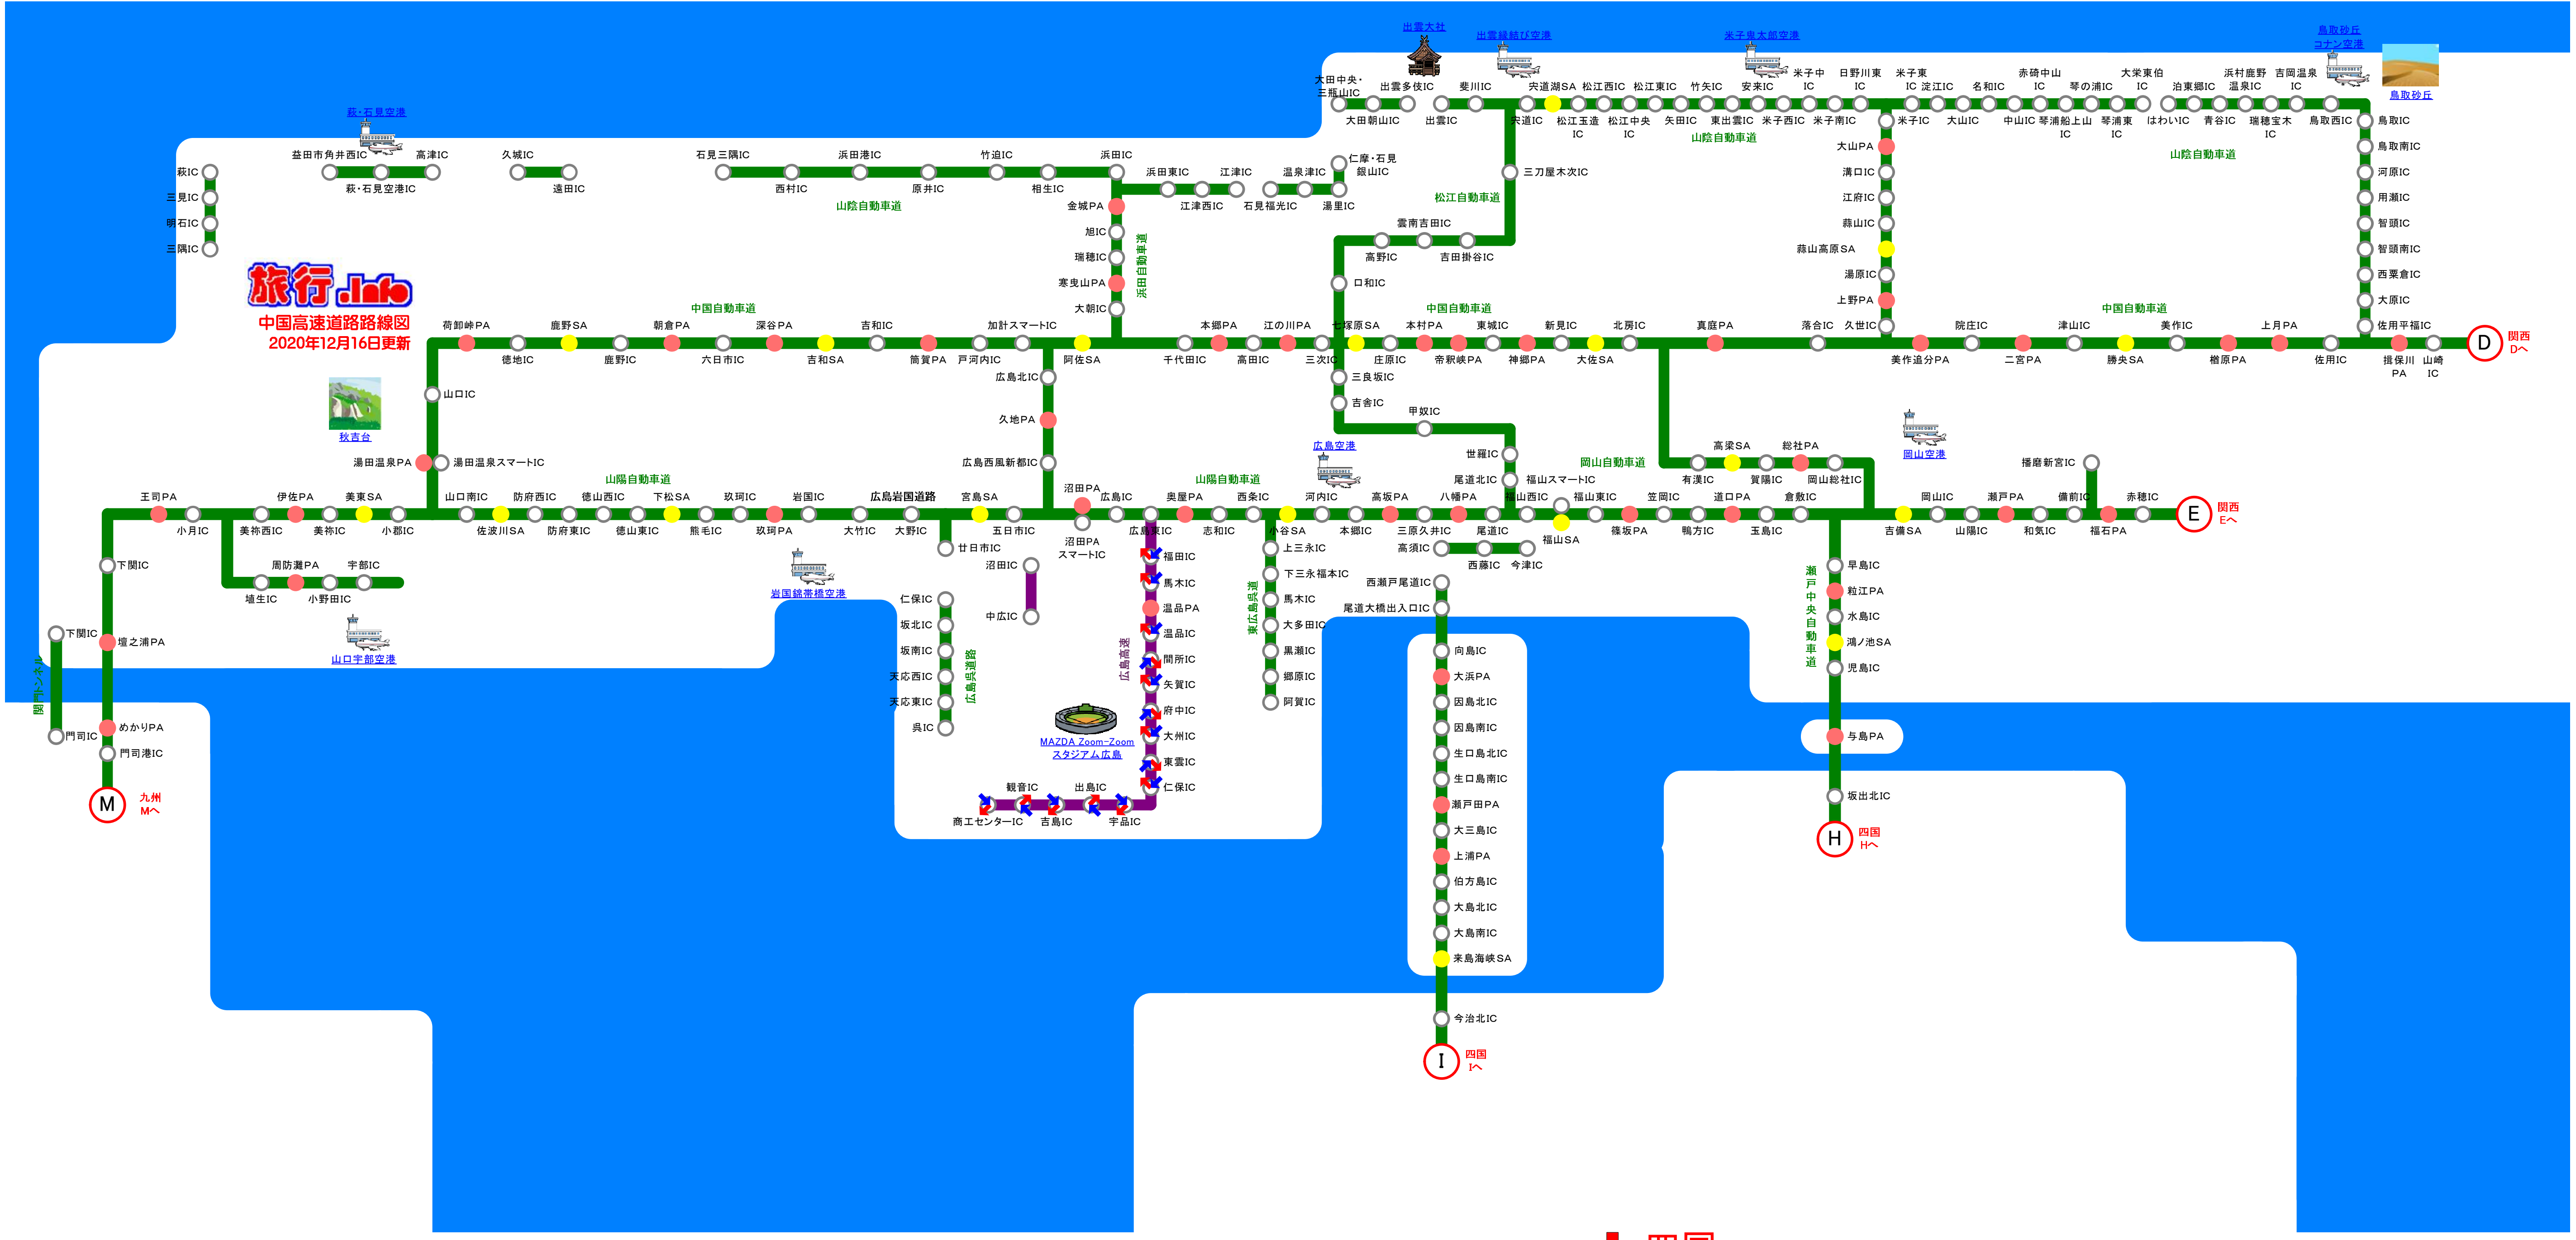 出雲大社
出雲縁結び空港
米子鬼太郎空港
鳥取砂丘
コナン空港
鳥取砂丘
大田中央・
三瓶山IC
大田朝山IC
出雲多伎IC
出雲IC
斐川IC
宍道IC
宍道湖SA
松江玉造
IC
松江西IC
松江中央
IC
松江東IC
矢田IC
竹矢IC
東出雲IC
安来IC
米子西IC
米子中
IC
米子南IC
日野川東
IC
米子IC
米子東
IC
淀江IC
大山IC
名和IC
中山IC
赤碕中山
IC
琴浦船上山
IC
琴の浦IC
琴浦東
IC
大栄東伯
IC
はわいIC
泊東郷IC
青谷IC
浜村鹿野
温泉IC
瑞穂宝木
IC
吉岡温泉
IC
鳥取西IC
山陰自動車道
山陰自動車道
鳥取IC
鳥取南IC
河原IC
用瀬IC
智頭IC
智頭南IC
西粟倉IC
大原IC
佐用平福IC
大山PA
溝口IC
江府IC
蒜山IC
蒜山高原SA
湯原IC
上野PA
久世IC
萩・石見空港
萩IC
三見IC
明石IC
三隅IC
益田市角井西IC
萩・石見空港IC
高津IC
久城IC
遠田IC
石見三隅IC
西村IC
浜田港IC
原井IC
竹迫IC
相生IC
浜田IC
山陰自動車道
浜田東IC
江津西IC
江津IC
石見福光IC
温泉津IC
湯里IC
仁摩・石見
銀山IC
金城PA
旭IC
瑞穂IC
寒曳山PA
大朝IC
浜田自動車道
松江自動車道
三刀屋木次IC
雲南吉田IC
高野IC
吉田掛谷IC
口和IC
旅行.Info
中国高速道路路線図
2020年12月16日更新
中国自動車道
中国自動車道
中国自動車道
荷卸峠PA
徳地IC
鹿野SA
鹿野IC
朝倉PA
六日市IC
深谷PA
吉和SA
吉和IC
筒賀PA
戸河内IC
加計スマートIC
阿佐SA
千代田IC
本郷PA
高田IC
江の川PA
三次IC
七塚原SA
庄原IC
本村PA
帝釈峡PA
東城IC
神郷PA
新見IC
大佐SA
北房IC
真庭PA
落合IC
美作追分PA
院庄IC
二宮PA
津山IC
勝央SA
美作IC
楢原PA
上月PA
佐用IC
揖保川
PA
山崎
IC
D
関西
Dへ
山口IC
秋吉台
湯田温泉PA
湯田温泉スマートIC
広島北IC
久地PA
広島西風新都IC
三良坂IC
吉舎IC
甲奴IC
世羅IC
尾道北IC
広島空港
岡山自動車道
有漢IC
高梁SA
賀陽IC
総社PA
岡山総社IC
岡山空港
播磨新宮IC
山陽自動車道
山陽自動車道
王司PA
小月IC
美祢西IC
伊佐PA
美祢IC
美東SA
小郡IC
山口南IC
佐波川SA
防府西IC
防府東IC
徳山西IC
徳山東IC
下松SA
熊毛IC
玖珂IC
玖珂PA
岩国IC
大竹IC
広島岩国道路
大野IC
廿日市IC
宮島SA
五日市IC
沼田PA
沼田PA
スマートIC
広島IC
広島東IC
奥屋PA
志和IC
西条IC
小谷SA
河内IC
本郷IC
高坂PA
三原久井IC
八幡PA
尾道IC
福山西IC
福山スマートIC
福山SA
福山東IC
篠坂PA
笠岡IC
鴨方IC
道口PA
玉島IC
倉敷IC
吉備SA
岡山IC
山陽IC
瀬戸PA
和気IC
備前IC
福石PA
赤穂IC
E
関西
Eへ
下関IC
埴生IC
周防灘PA
小野田IC
宇部IC
山口宇部空港
岩国錦帯橋空港
下関IC
門司IC
関門トンネル
壇之浦PA
めかりPA
門司港IC
M
九州
Mへ
仁保IC
坂北IC
坂南IC
天応西IC
天応東IC
呉IC
広島呉道路
沼田IC
中広IC
広島高速
福田IC
馬木IC
温品PA
温品IC
間所IC
矢賀IC
府中IC
大州IC
東雲IC
仁保IC
MAZDA Zoom-Zoom
スタジアム広島
商工センターIC
観音IC
吉島IC
出島IC
宇品IC
東広島呉道
上三永IC
下三永福本IC
馬木IC
大多田IC
黒瀬IC
郷原IC
阿賀IC
高須IC
西藤IC
今津IC
西瀬戸尾道IC
尾道大橋出入口IC
向島IC
大浜PA
因島北IC
因島南IC
生口島北IC
生口島南IC
瀬戸田PA
大三島IC
上浦PA
伯方島IC
大島北IC
大島南IC
来島海峡SA
今治北IC
I
四国
Iへ
瀬戸中央自動車道
早島IC
粒江PA
水島IC
鴻ノ池SA
児島IC
与島PA
坂出北IC
H
四国
Hへ